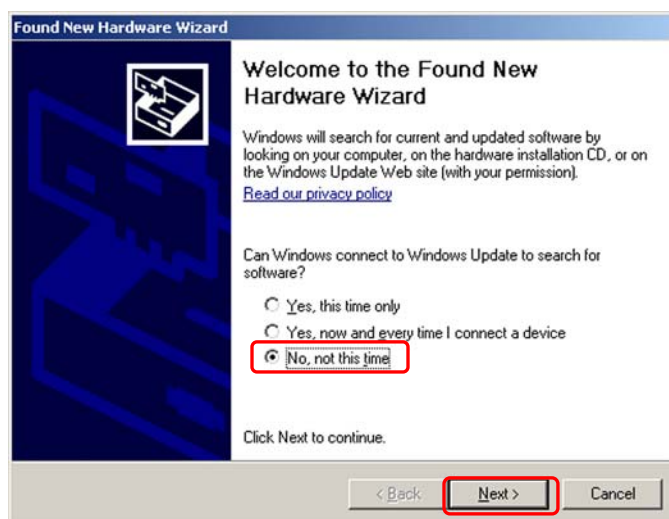 Found New Hardware Wizard
Welcome to the Found New
Hardware Wizard
Windows will search for current and updated software by
looking on your computer, on the hardware installation CD, or on
the Windows Update Web site (with your permission).
Read our privacy policy
Can Windows connect to Windows Update to search for
software?
Yes, this time only
Yes, now and every time I connect a device
No, not this time
Click Next to continue.
< Back
Next >
Cancel